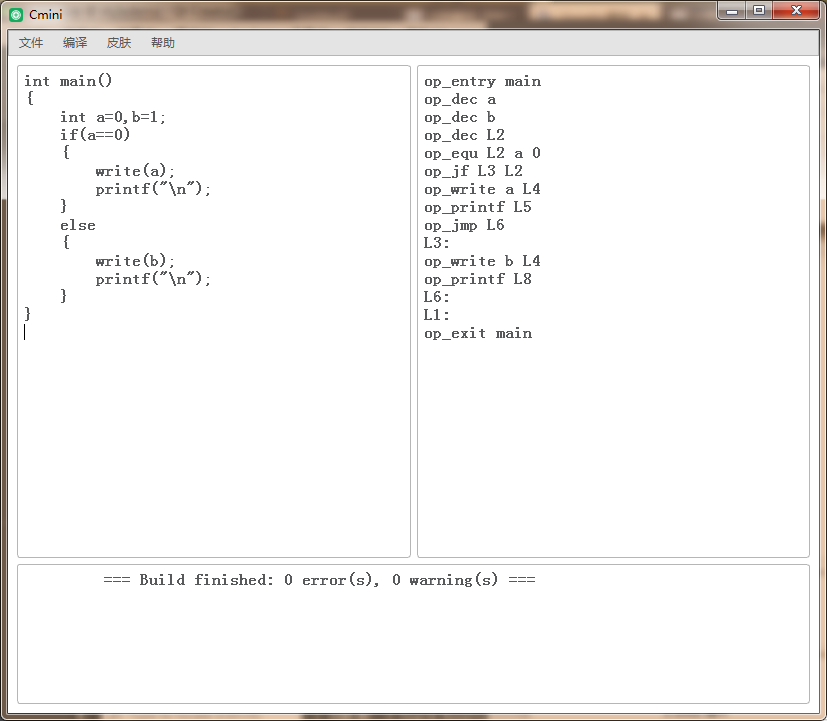 Cmini
文件 编译 皮肤 帮助
int main()
{
    int a=0,b=1;
    if(a==0)
    {
        write(a);
        printf("\n");
    }
    else
    {
        write(b);
        printf("\n");
    }
}
op_entry main
op_dec a
op_dec b
op_dec L2
op_equ L2 a 0
op_jf L3 L2
op_write a L4
op_printf L5
op_jmp L6
L3:
op_write b L4
op_printf L8
L6:
L1:
op_exit main
=== Build finished: 0 error(s), 0 warning(s) ===